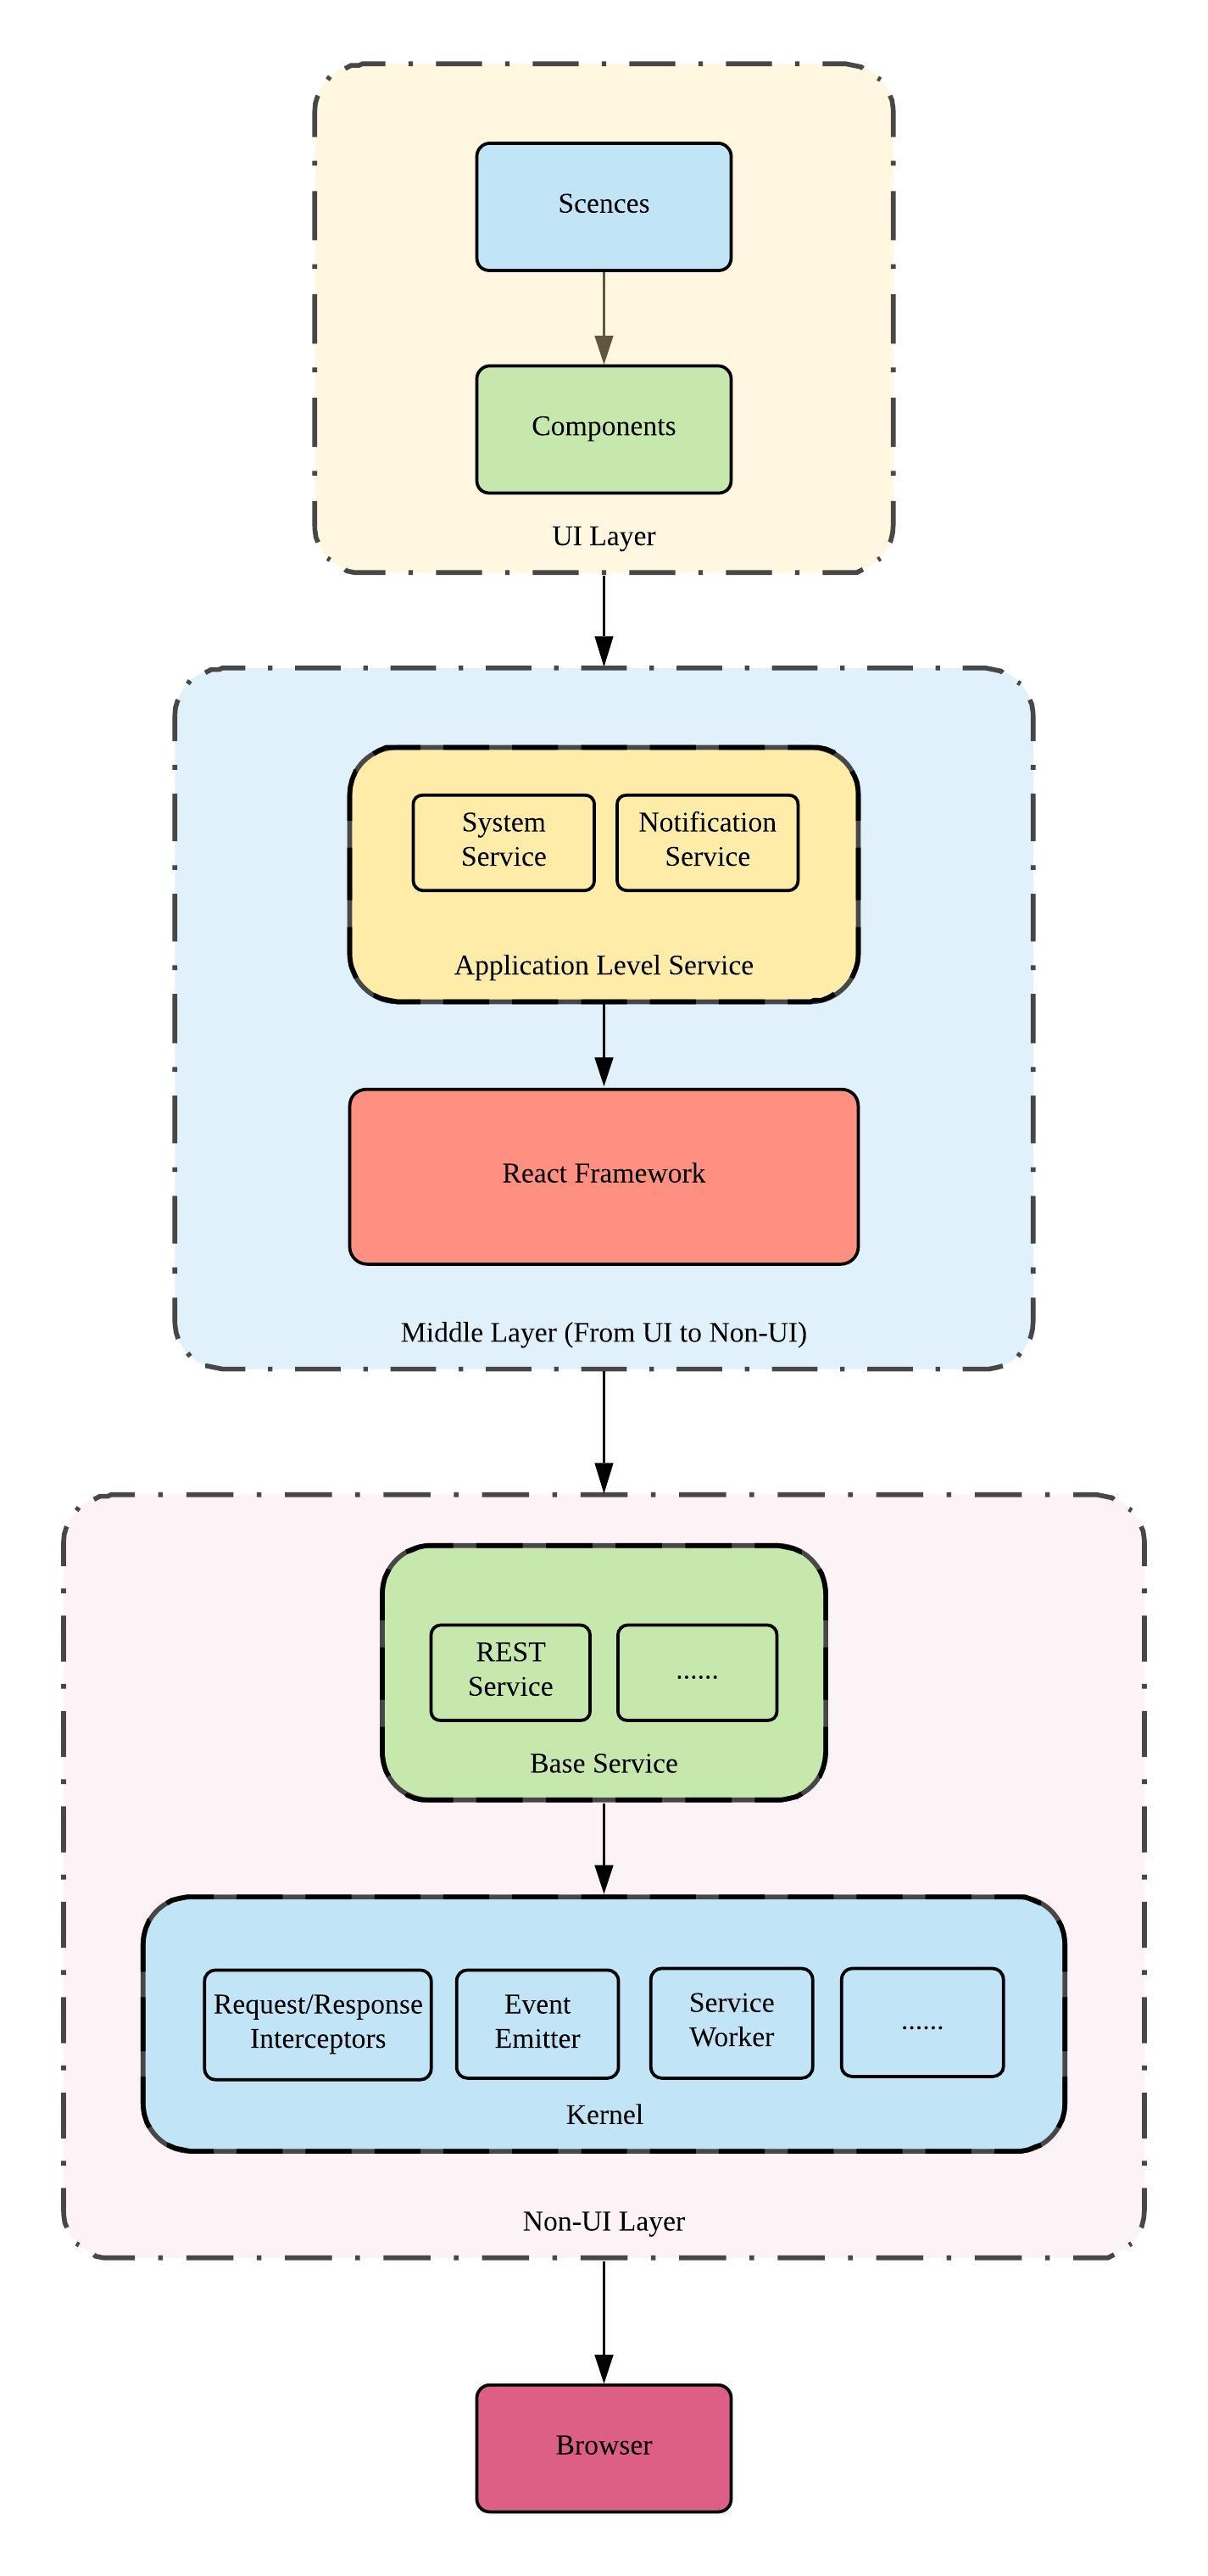 Scences
Components
UI Layer
System
Service
Notification
Service
Application Level Service
React Framework
Middle Layer (From UI to Non-UI)
REST
Service
......
Base Service
Request/Response
Interceptors
Event
Emitter
Service
Worker
......
Kernel
Non-UI Layer
Browser